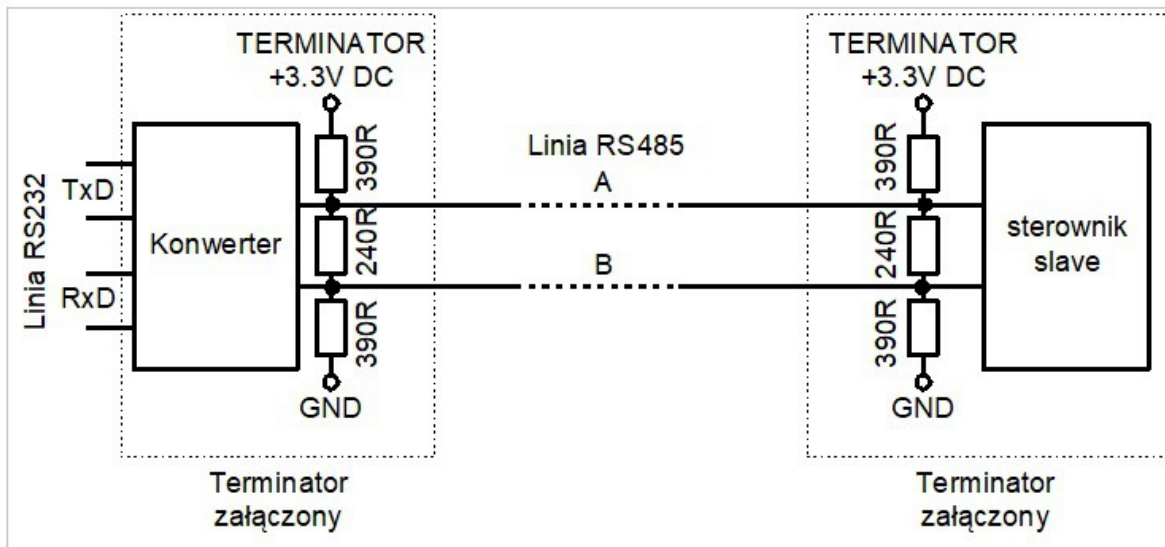 TERMINATOR
+3.3V DC
390R
240R
390R
GND
Linia RS232
TxD
RxD
Konwerter
Linia RS485
A
B
TERMINATOR
+3.3V DC
390R
240R
390R
GND
sterownik
slave
Terminator
załączony
Terminator
załączony